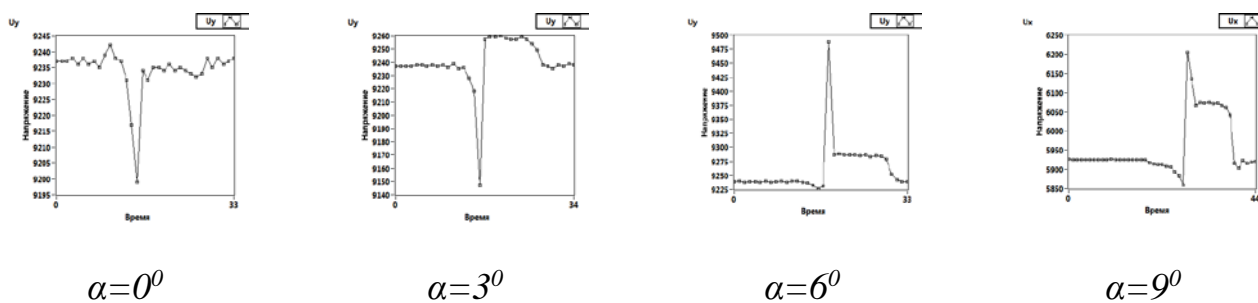 Uy
Uy
9245
9240
9235
9230
9225
9220
9215
9210
9205
9200
9195
Напряжение
0
33
Время
α=0⁰
Uy
Uy
9260
9250
9240
9230
9220
9210
9200
9190
9180
9170
9160
9150
9140
Напряжение
0
34
Время
α=3⁰
Uy
Uy
9500
9475
9450
9425
9400
9375
9350
9325
9300
9275
9250
9225
Напряжение
0
33
Время
α=6⁰
Ux
Ux
6250
6200
6150
6100
6050
6000
5950
5900
5850
Напряжение
0
44
Время
α=9⁰